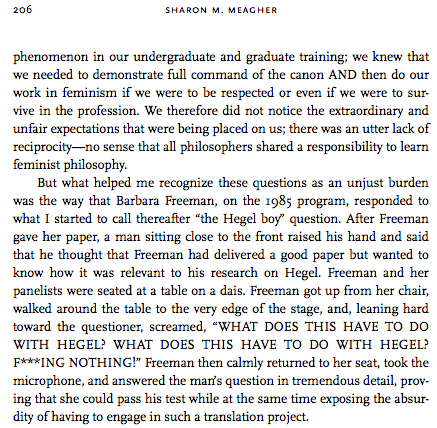 206 SHARON M. MEAGHER
phenomenon in our undergraduate and graduate training; we knew that
we needed to demonstrate full command of the canon AND then do our
work in feminism if we were to be respected or even if we were to sur-
vive in the profession. We therefore did not notice the extraordinary and
unfair expectations that were being placed on us; there was an utter lack of
reciprocity—no sense that all philosophers shared a responsibility to learn
feminist philosophy.
But what helped me recognize these questions as an unjust burden
was the way that Barbara Freeman, on the 1985 program, responded to
what I started to call thereafter “the Hegel boy” question. After Freeman
gave her paper, a man sitting close to the front raised his hand and said
that he thought that Freeman had delivered a good paper but wanted to
know how it was relevant to his research on Hegel. Freeman and her
panelists were seated at a table on a dais. Freeman got up from her chair,
walked around the table to the very edge of the stage, and, leaning hard
toward the questioner, screamed, “WHAT DOES THIS HAVE TO DO
WITH HEGEL? WHAT DOES THIS HAVE TO DO WITH HEGEL?
F***ING NOTHING!” Freeman then calmly returned to her seat, took the
microphone, and answered the man’s question in tremendous detail, prov-
ing that she could pass his test while at the same time exposing the absur-
dity of having to engage in such a translation project.